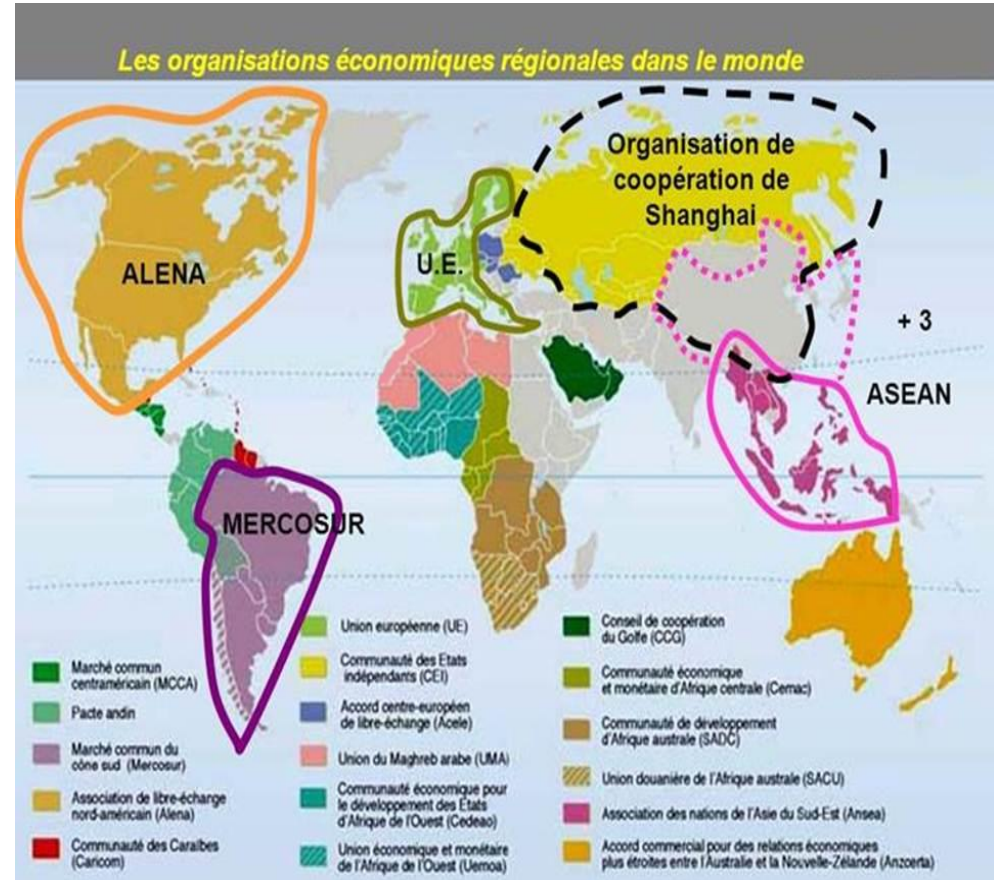 Les organisations économiques régionales dans le monde
Organisation de
coopération de
Shanghai
ALENA
U.E.
+ 3
ASEAN
MERCOSUR
Marché commun
centraméricain (MCCA)
Pacte andin
Marché commun du
cône sud (Mercosur)
Association de libre-échange
nord-américain (Alena)
Communauté des Caraïbes
(Caricom)
Union européenne (UE)
Communauté des Etats
indépendants (CEI)
Accord centre-européen
de libre-échange (Acele)
Union du Maghreb arabe (UMA)
Communauté économique pour
le développement des Etats
d'Afrique de l'Ouest (Cedeao)
Union économique et monétaire
de l'Afrique de l'Ouest (Uemoa)
Conseil de coopération
du Golfe (CCG)
Communauté économique
et monétaire d'Afrique centrale (Cemac)
Communauté de développement
d'Afrique australe (SADC)
Union douanière de l'Afrique australe (SACU)
Association des nations de l'Asie du Sud-Est (Ansea)
Accord commercial pour des relations économiques
plus étroites entre l'Australie et la Nouvelle-Zélande (Anzcerta)